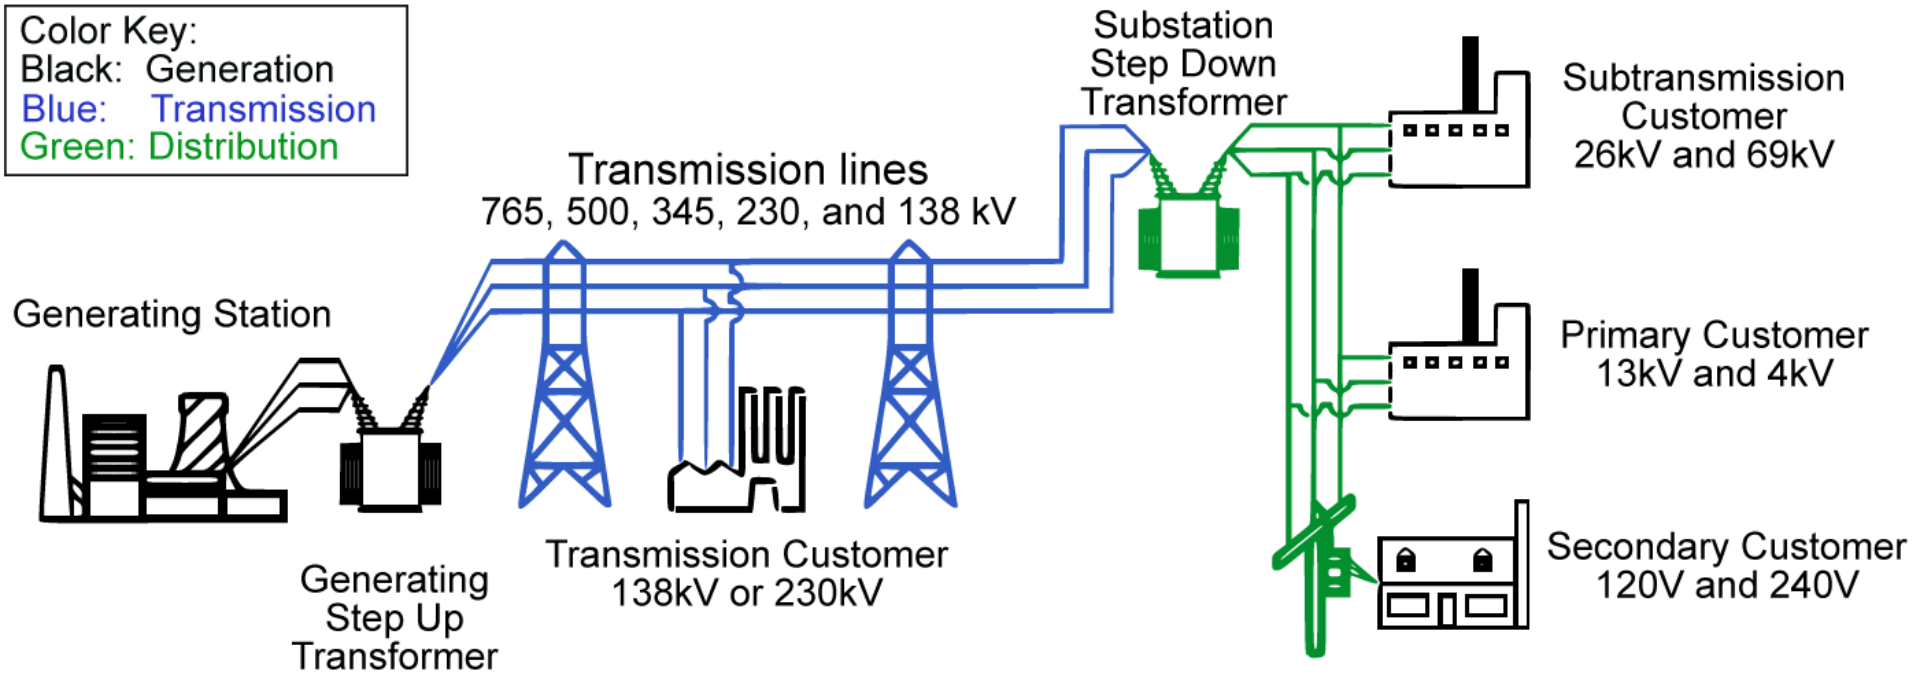 Color Key:
Black: Generation
Blue: Transmission
Green: Distribution
Substation
Step Down
Transformer
Subtransmission
Customer
26kV and 69kV
Transmission lines
765, 500, 345, 230, and 138 kV
Generating Station
Primary Customer
13kV and 4kV
Transmission Customer
138kV or 230kV
Secondary Customer
120V and 240V
Generating
Step Up
Transformer